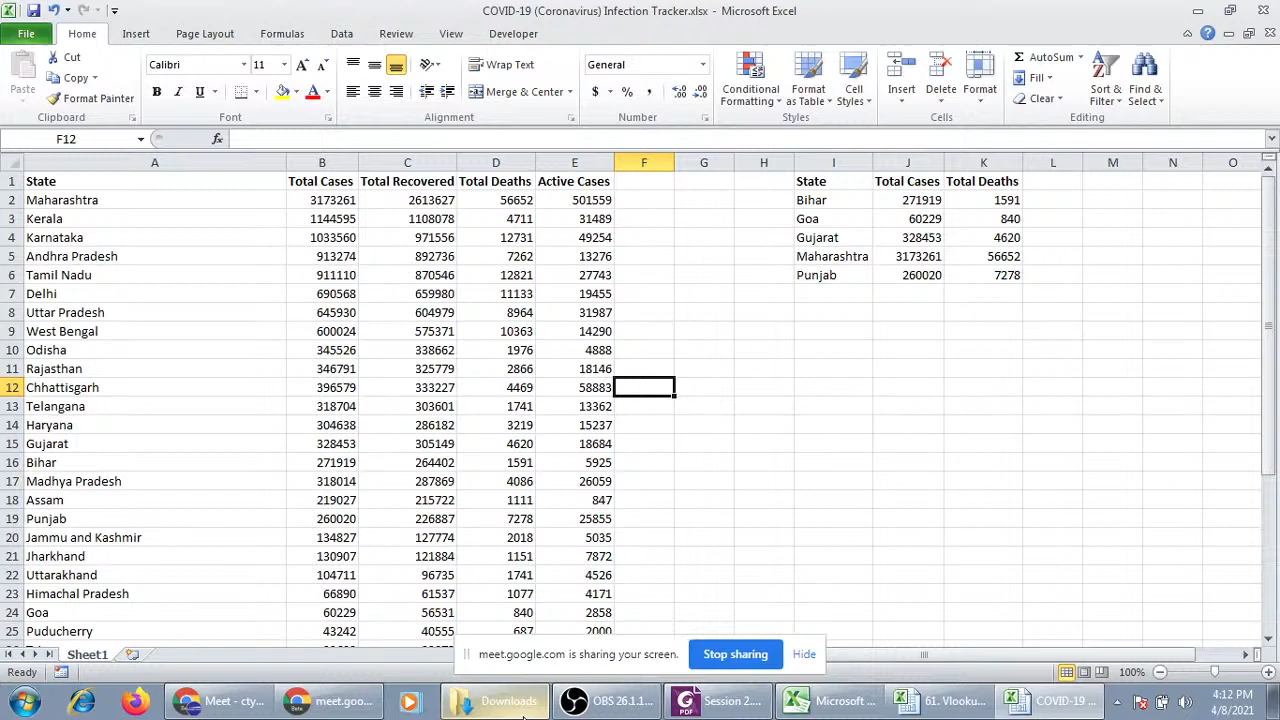 COVID-19 (Coronavirus) Infection Tracker.xlsx - Microsoft Excel
File Home Insert Page Layout Formulas Data Review View Developer
Cut Calibri 11 Wrap Text General AutoSum
Paste Copy Merge & Center Conditional Formatting Format as Table Cell Styles Insert Delete Format Fill Sort & Filter Find & Select
Format Painter Clear
Clipboard Font Alignment Number Styles Cells Editing
F12 fx
A B C D E F G H I J K L M N O
1 State Total Cases Total Recovered Total Deaths Active Cases State Total Cases Total Deaths
2 Maharashtra 3173261 2613627 56652 501559 Bihar 271919 1591
3 Kerala 1144595 1108078 4711 31489 Goa 60229 840
4 Karnataka 1033560 971556 12731 49254 Gujarat 328453 4620
5 Andhra Pradesh 913274 892736 7262 13276 Maharashtra 3173261 56652
6 Tamil Nadu 911110 870546 12821 27743 Punjab 260020 7278
7 Delhi 690568 659980 11133 19455
8 Uttar Pradesh 645930 604979 8964 31987
9 West Bengal 600024 575371 10363 14290
10 Odisha 345526 338662 1976 4888
11 Rajasthan 346791 325779 2866 18146
12 Chhattisgarh 396579 333227 4469 58883
13 Telangana 318704 303601 1741 13362
14 Haryana 304638 286182 3219 15237
15 Gujarat 328453 305149 4620 18684
16 Bihar 271919 264402 1591 5925
17 Madhya Pradesh 318014 287869 4086 26059
18 Assam 219027 215722 1111 847
19 Punjab 260020 226887 7278 25855
20 Jammu and Kashmir 134827 127774 2018 5035
21 Jharkhand 130907 121884 1151 7872
22 Uttarakhand 104711 96735 1741 4526
23 Himachal Pradesh 66890 61537 1077 4171
24 Goa 60229 56531 840 2858
25 Puducherry 43242 40555 687 2000
Sheet1 meet.google.com is sharing your screen. Stop sharing Hide
Ready 100%
Meet - cty... meet.goo... Downloads OBS 26.1.1... Session 2... Microsoft ... 61. Vlooku... COVID-19 ... 4:12 PM
4/8/2021